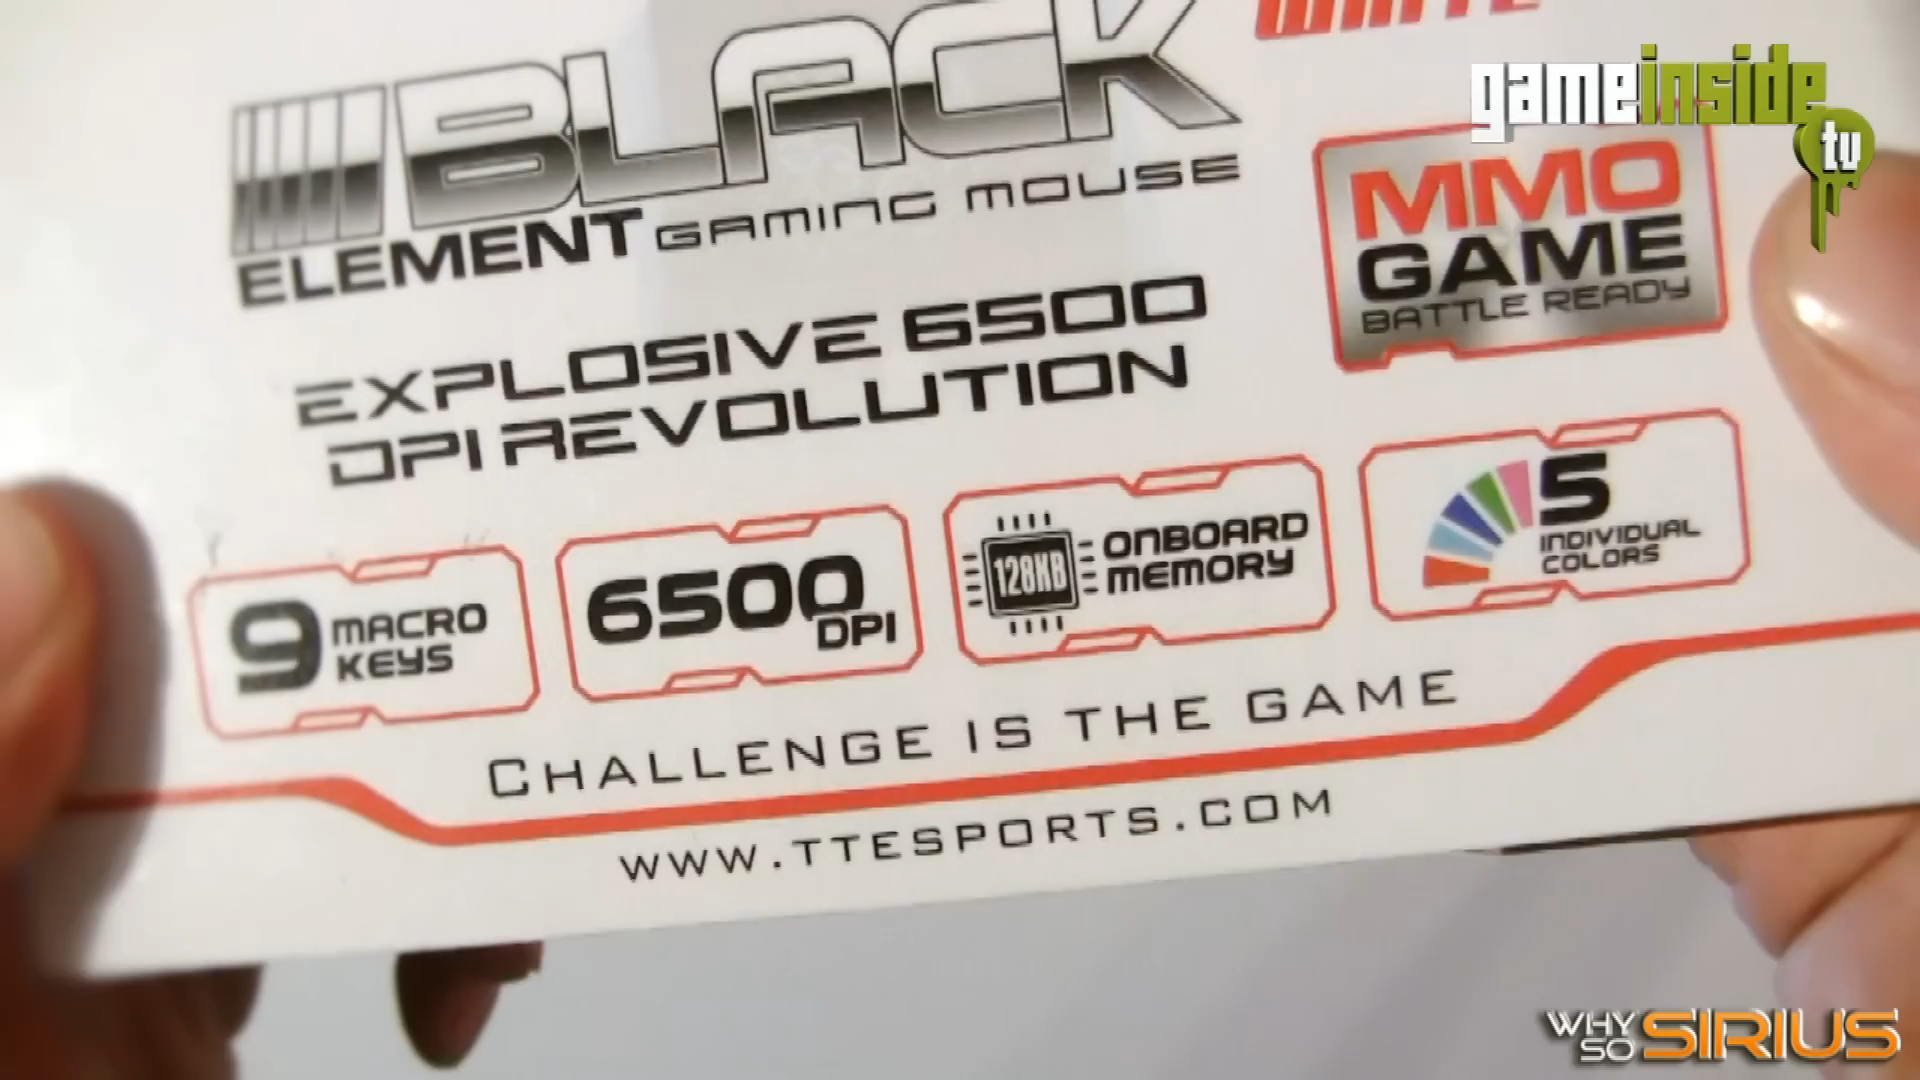 BLACK
WHITE
ELEMENT GAMING MOUSE
gameinside
tv
MMO
GAME
BATTLE READY
EXPLOSIVE 6500
DPI REVOLUTION
9 MACRO
KEYS
6500
DPI
128KB
ONBOARD
MEMORY
5
INDIVIDUAL
COLORS
CHALLENGE IS THE GAME
WWW.TTESPORTS.COM
WHY
SO SIRIUS